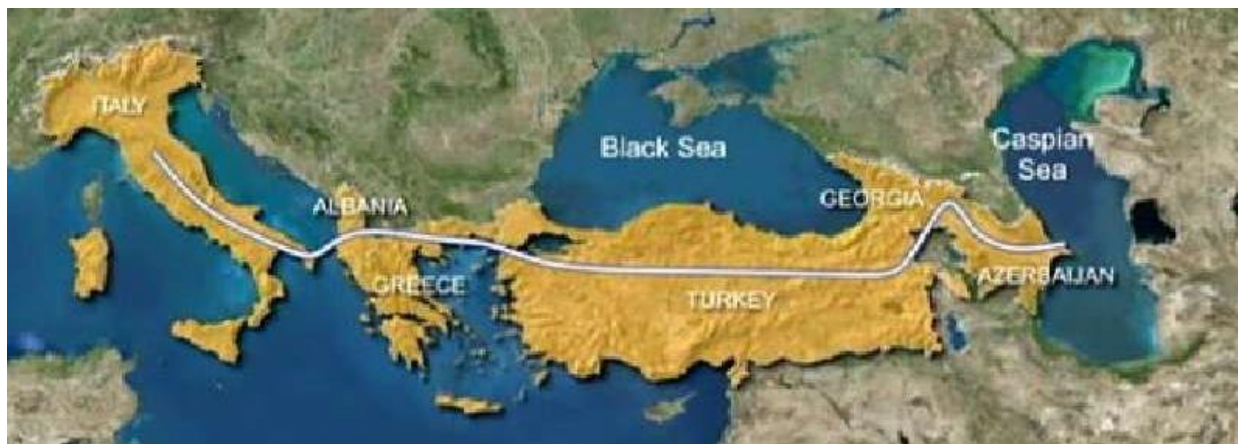 ITALY
ALBANIA
GREECE
Black Sea
TURKEY
GEORGIA
Caspian
Sea
AZERBAIJAN